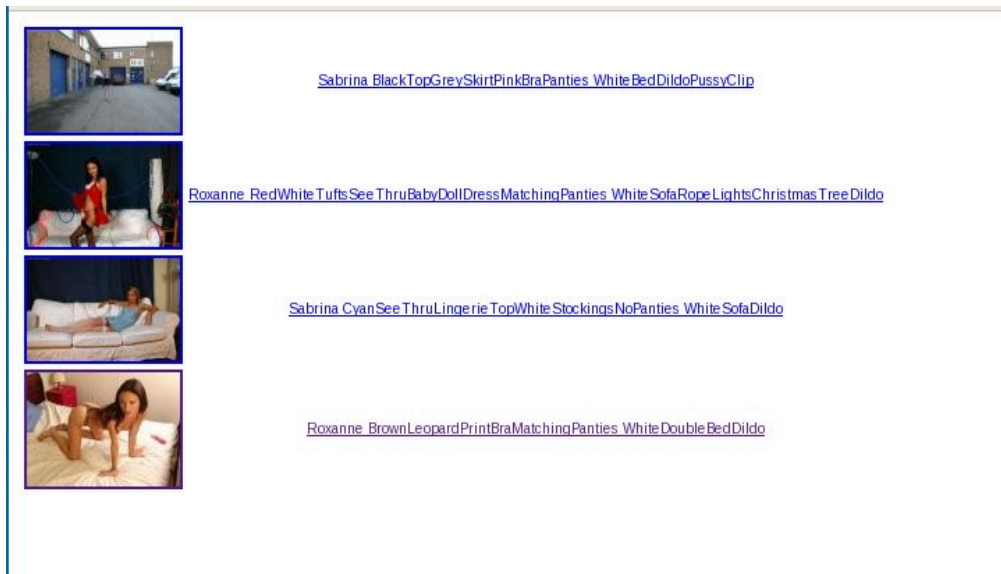 Sabrina BlackTopGreySkirtPinkBraPanties WhiteBedDildoPussyClip
Roxanne RedWhiteTuftsSeeThruBabyDollDressMatchingPanties WhiteSofaRopeLightsChristmasTreeDildo
Sabrina CyanSeeThruLingerieTopWhiteStockingsNoPanties WhiteSofaDildo
Roxanne BrownLeopardPrintBraMatchingPanties WhiteDoubleBedDildo